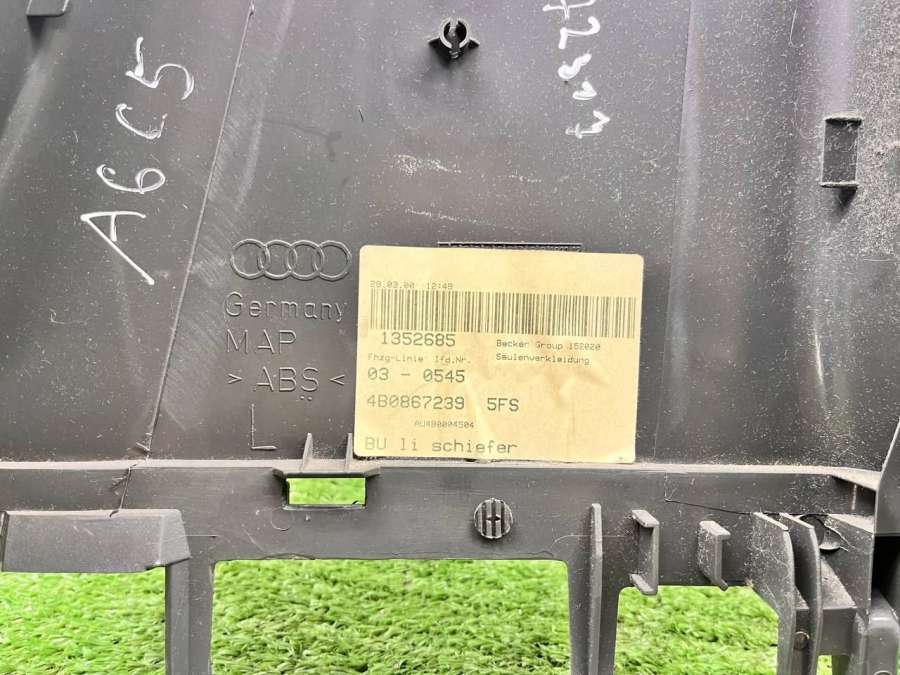 A6C5
29.03.00 12:49
1352685
Becker Group 152020
Fhzg-Linie lfd.Nr.
Säulenverkleidung
03 - 0545
4B0867239 5FS
AU4B0004504
BU li schiefer
Germany
MAP
> ABS <
L